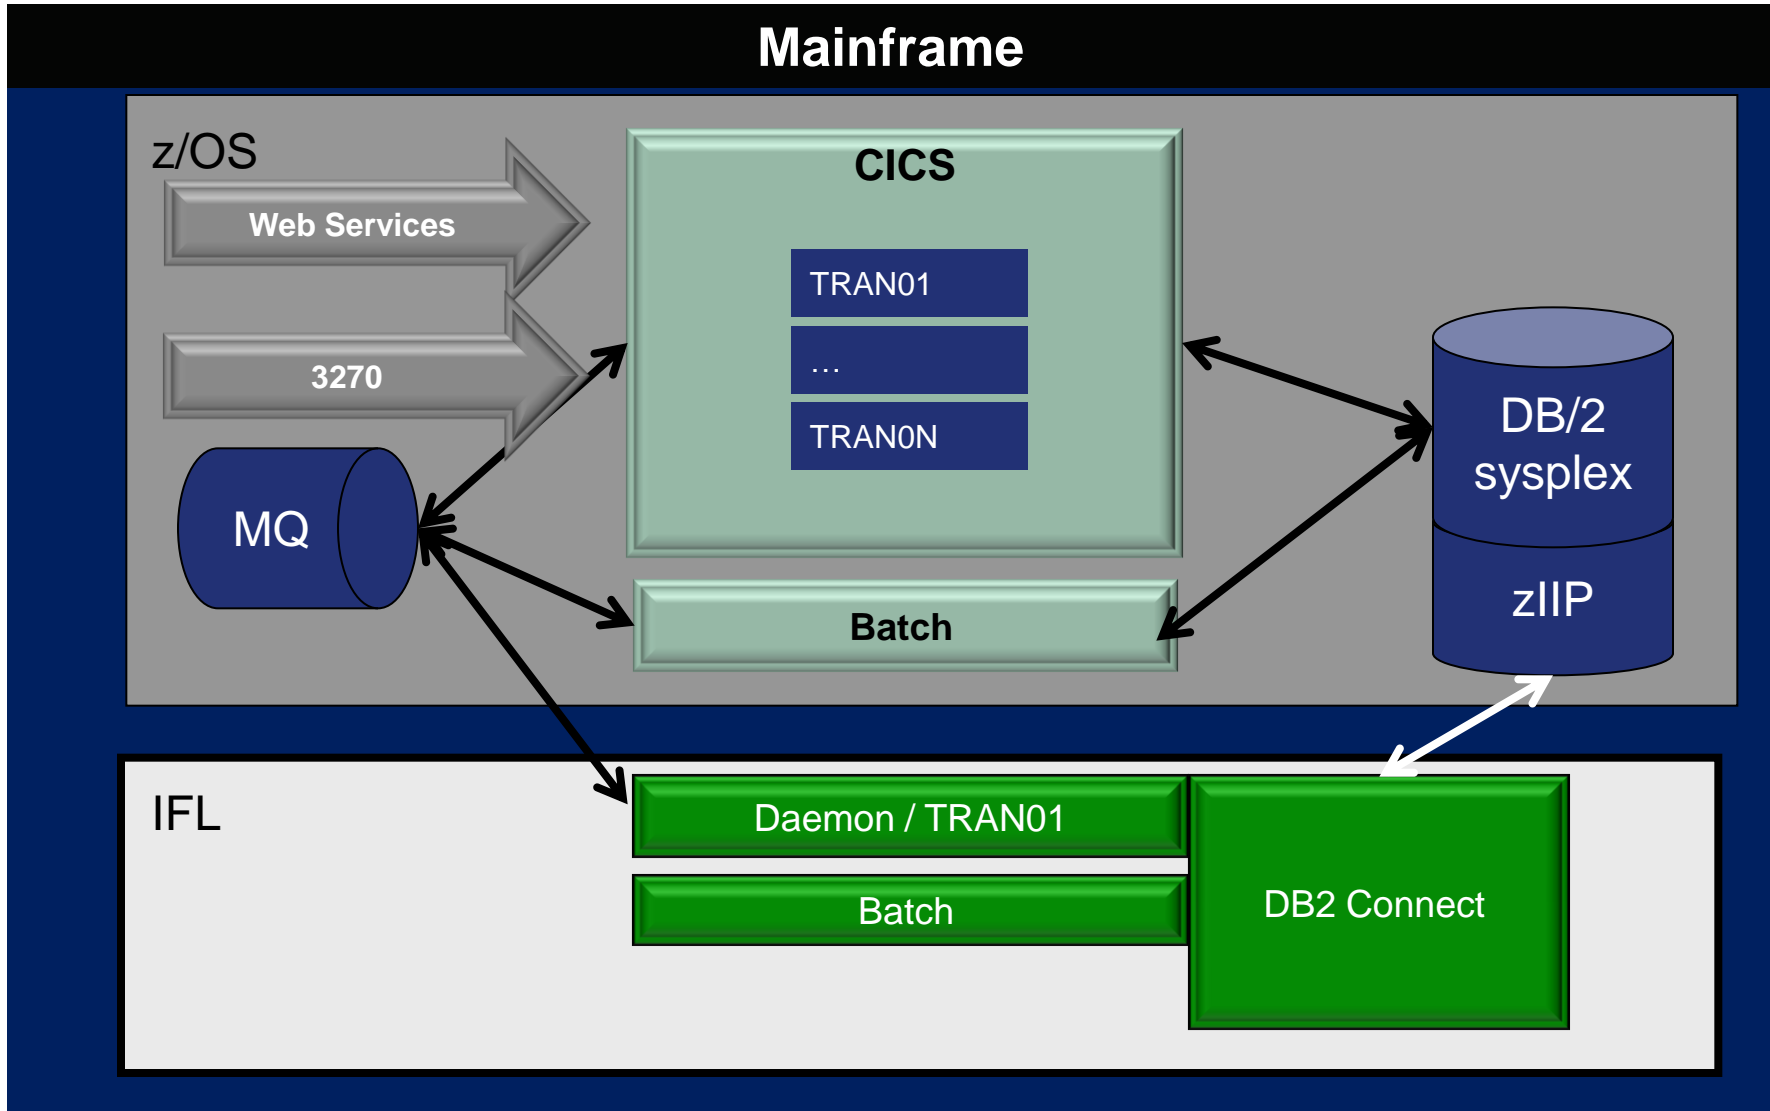 Mainframe
z/OS
Web Services
3270
MQ
CICS
TRAN01
...
TRAN0N
Batch
DB/2
sysplex
zIIP
IFL
Daemon / TRAN01
Batch
DB2 Connect